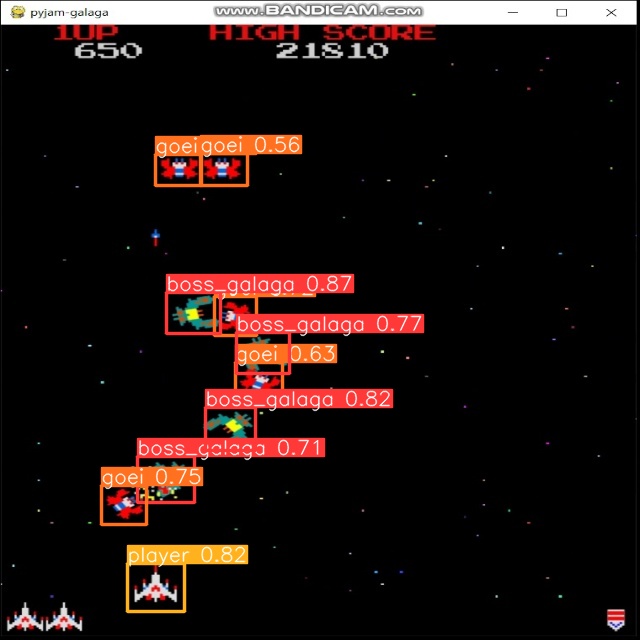 pyjam-galaga
www.BANDICAM.com
1UP HIGH SCORE
650 21810
goei goei 0.56
boss_galaga 0.87
boss_galaga 0.77
goei 0.63
boss_galaga 0.82
boss_galaga 0.71
goei 0.75
player 0.82